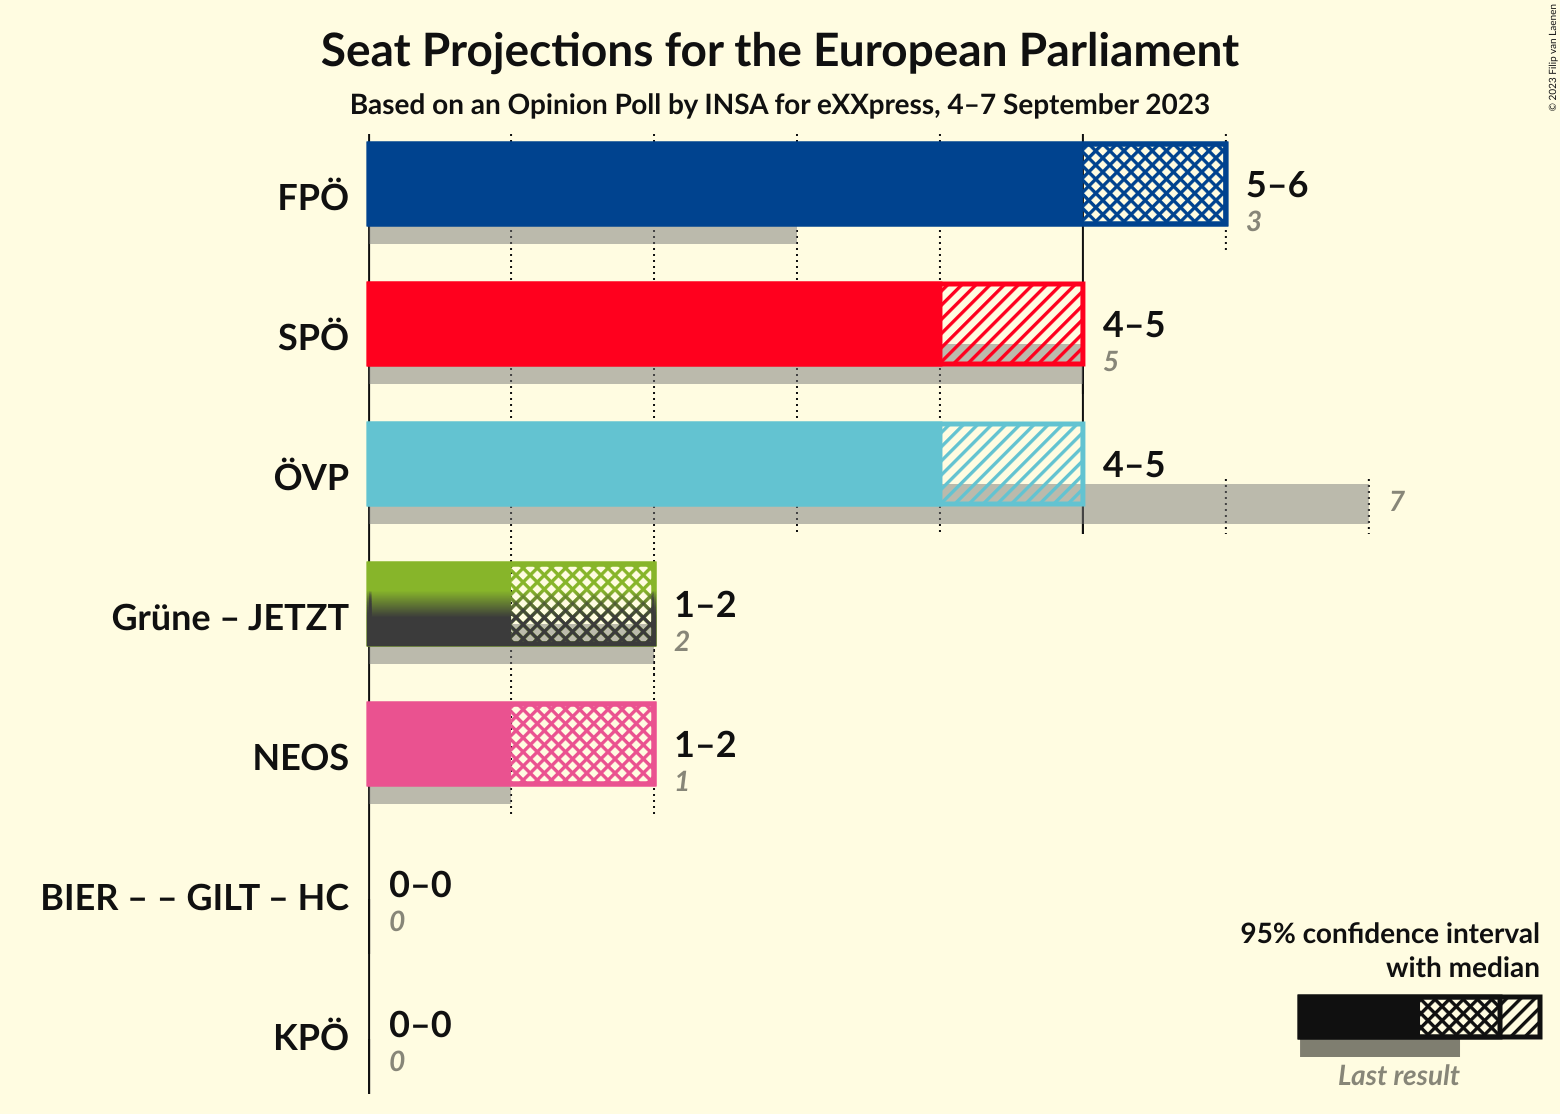 Seat Projections for the European Parliament
Based on an Opinion Poll by INSA for eXXpress, 4–7 September 2023
© 2023 Filip van Laenen
FPÖ
5–6
3
SPÖ
4–5
5
ÖVP
4–5
7
Grüne – JETZT
1–2
2
NEOS
1–2
1
BIER – – GILT – HC
0–0
0
KPÖ
0–0
0
95% confidence interval
with median
Last result